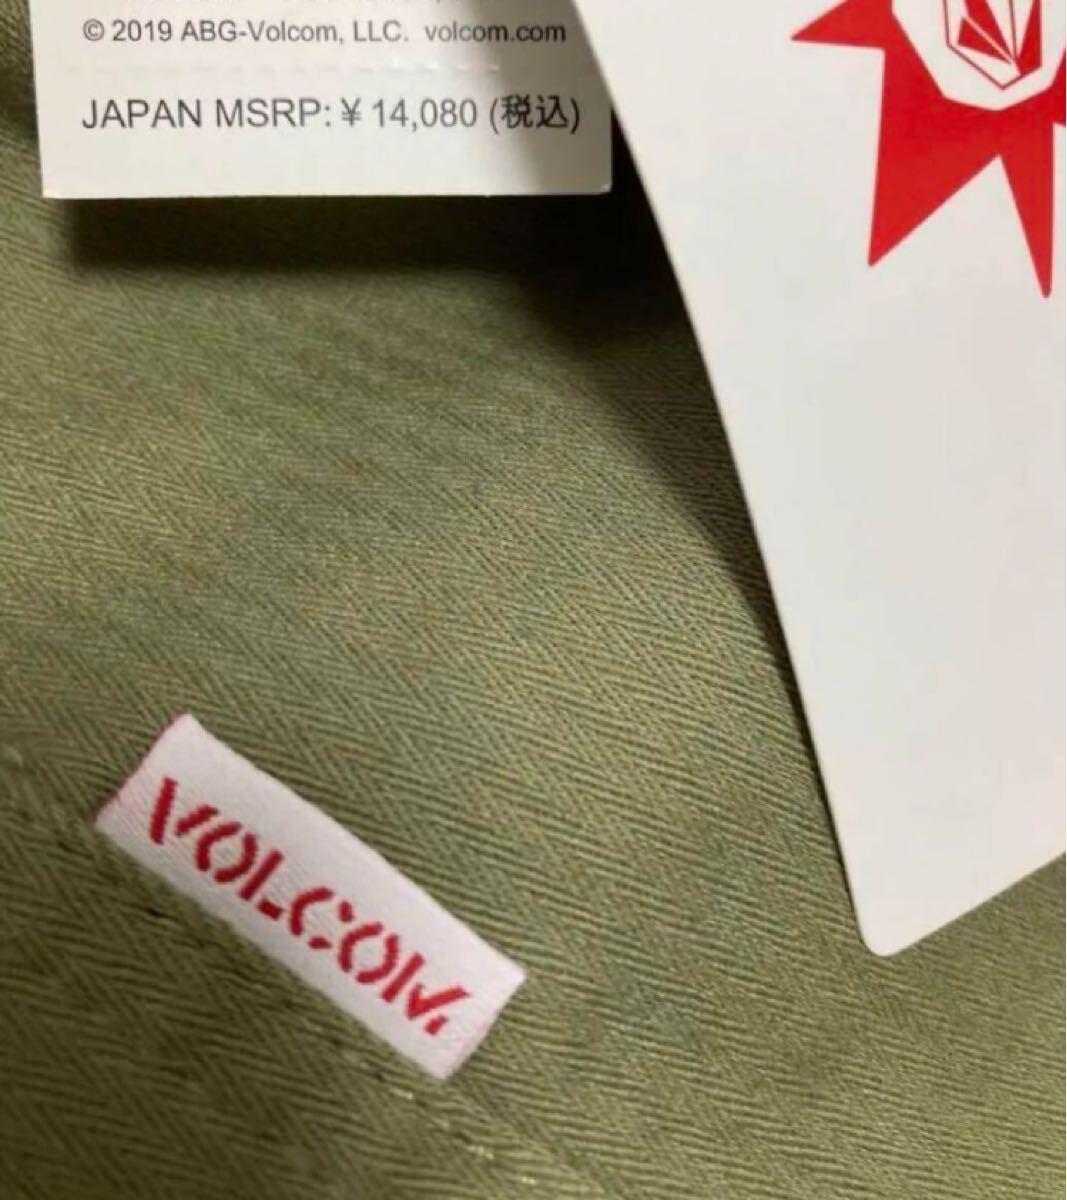 © 2019 ABG-Volcom, LLC. volcom.com
JAPAN MSRP: ¥ 14,080 (税込)
VOLCOM